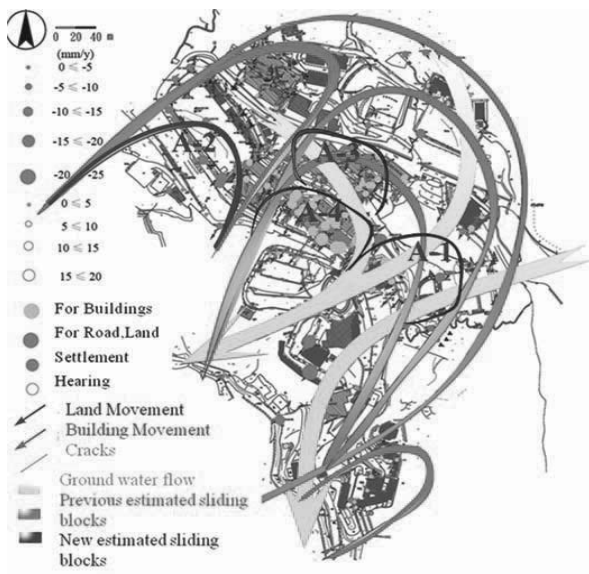 0 20 40 m
(mm/y)
0 ≤ -5
-5 ≤ -10
-10 ≤ -15
-15 ≤ -20
-20 -25
0 ≤ 5
5 ≤ 10
10 ≤ 15
15 ≤ 20
For Buildings
For Road,Land
Settlement
Hearing
Land Movement
Building Movement
Cracks
Ground water flow
Previous estimated sliding
blocks
New estimated sliding
blocks
A-2
A-3
A-4
A-1